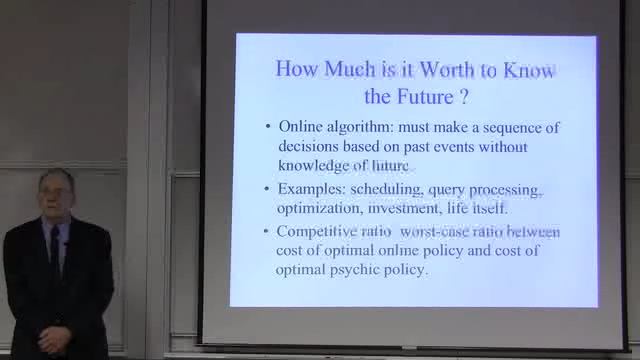 How Much is it Worth to Know
the Future ?
• Online algorithm: must make a sequence of
decisions based on past events without
knowledge of future
• Examples: scheduling, query processing,
optimization, investment, life itself.
• Competitive ratio worst-case ratio between
cost of optimal online policy and cost of
optimal psychic policy.